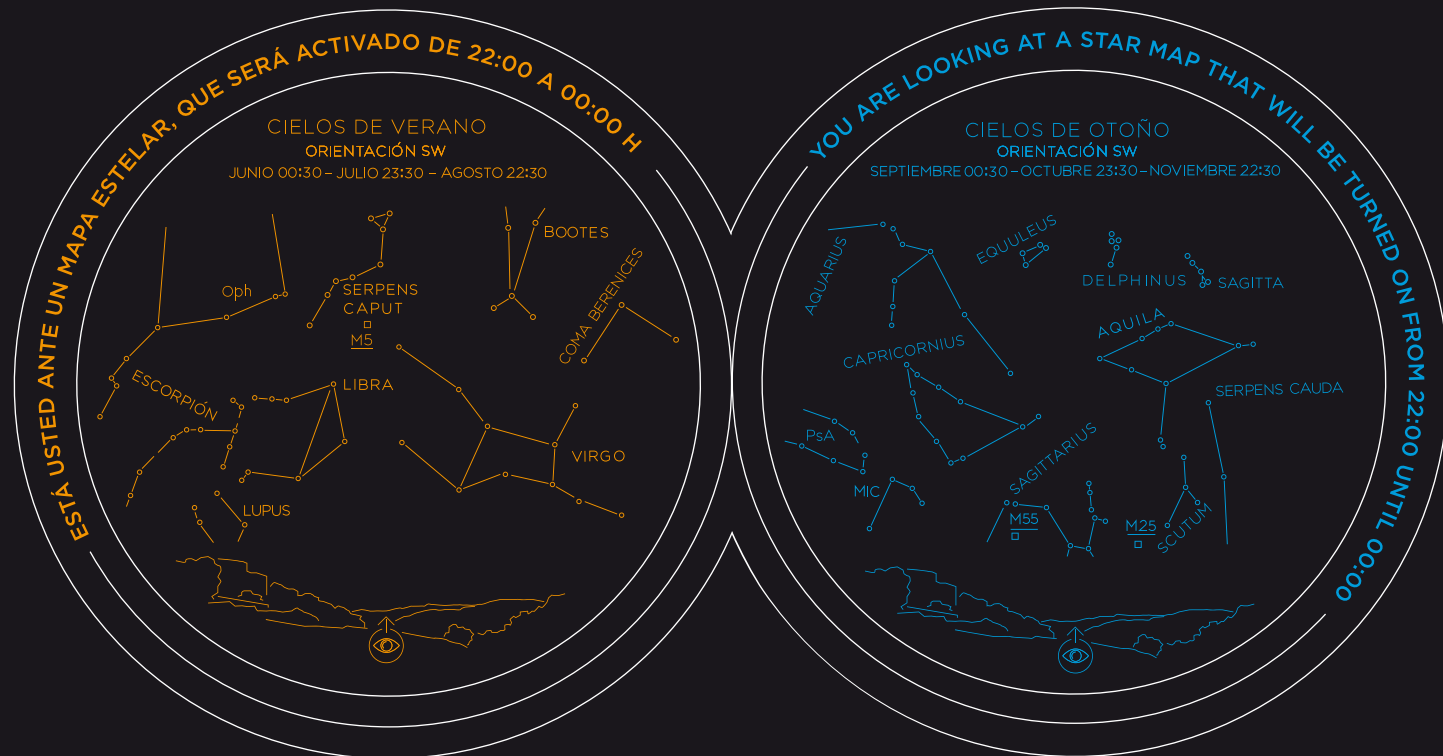 ESTÁ USTED ANTE UN MAPA ESTELAR, QUE SERÁ ACTIVADO DE 22:00 A 00:00 H
CIELOS DE VERANO
ORIENTACIÓN SW
JUNIO 00:30 – JULIO 23:30 – AGOSTO 22:30
BOOTES
Oph
SERPENS
CAPUT
COMA BERENICES
M5
ESCORPIÓN
LIBRA
VIRGO
LUPUS
YOU ARE LOOKING AT A STAR MAP THAT WILL BE TURNED ON FROM 22:00 UNTIL 00:00
CIELOS DE OTOÑO
ORIENTACIÓN SW
SEPTIEMBRE 00:30 – OCTUBRE 23:30 – NOVIEMBRE 22:30
AQUARIUS
EQUULEUS
DELPHINUS
SAGITTA
AQUILA
CAPRICORNIUS
SERPENS CAUDA
PsA
SAGITTARIUS
MIC
M55
M25
SCUTUM